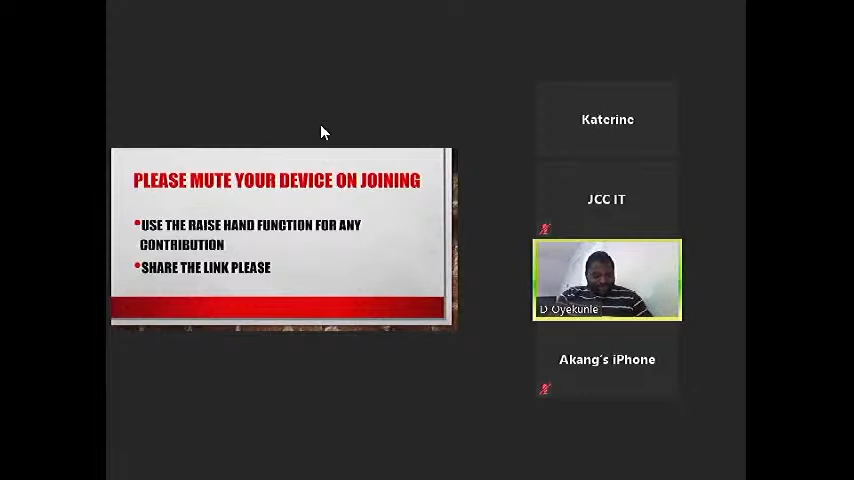 PLEASE MUTE YOUR DEVICE ON JOINING
•USE THE RAISE HAND FUNCTION FOR ANY
CONTRIBUTION
•SHARE THE LINK PLEASE
Katerine
JCC IT
D Oyekunle
Akang's iPhone